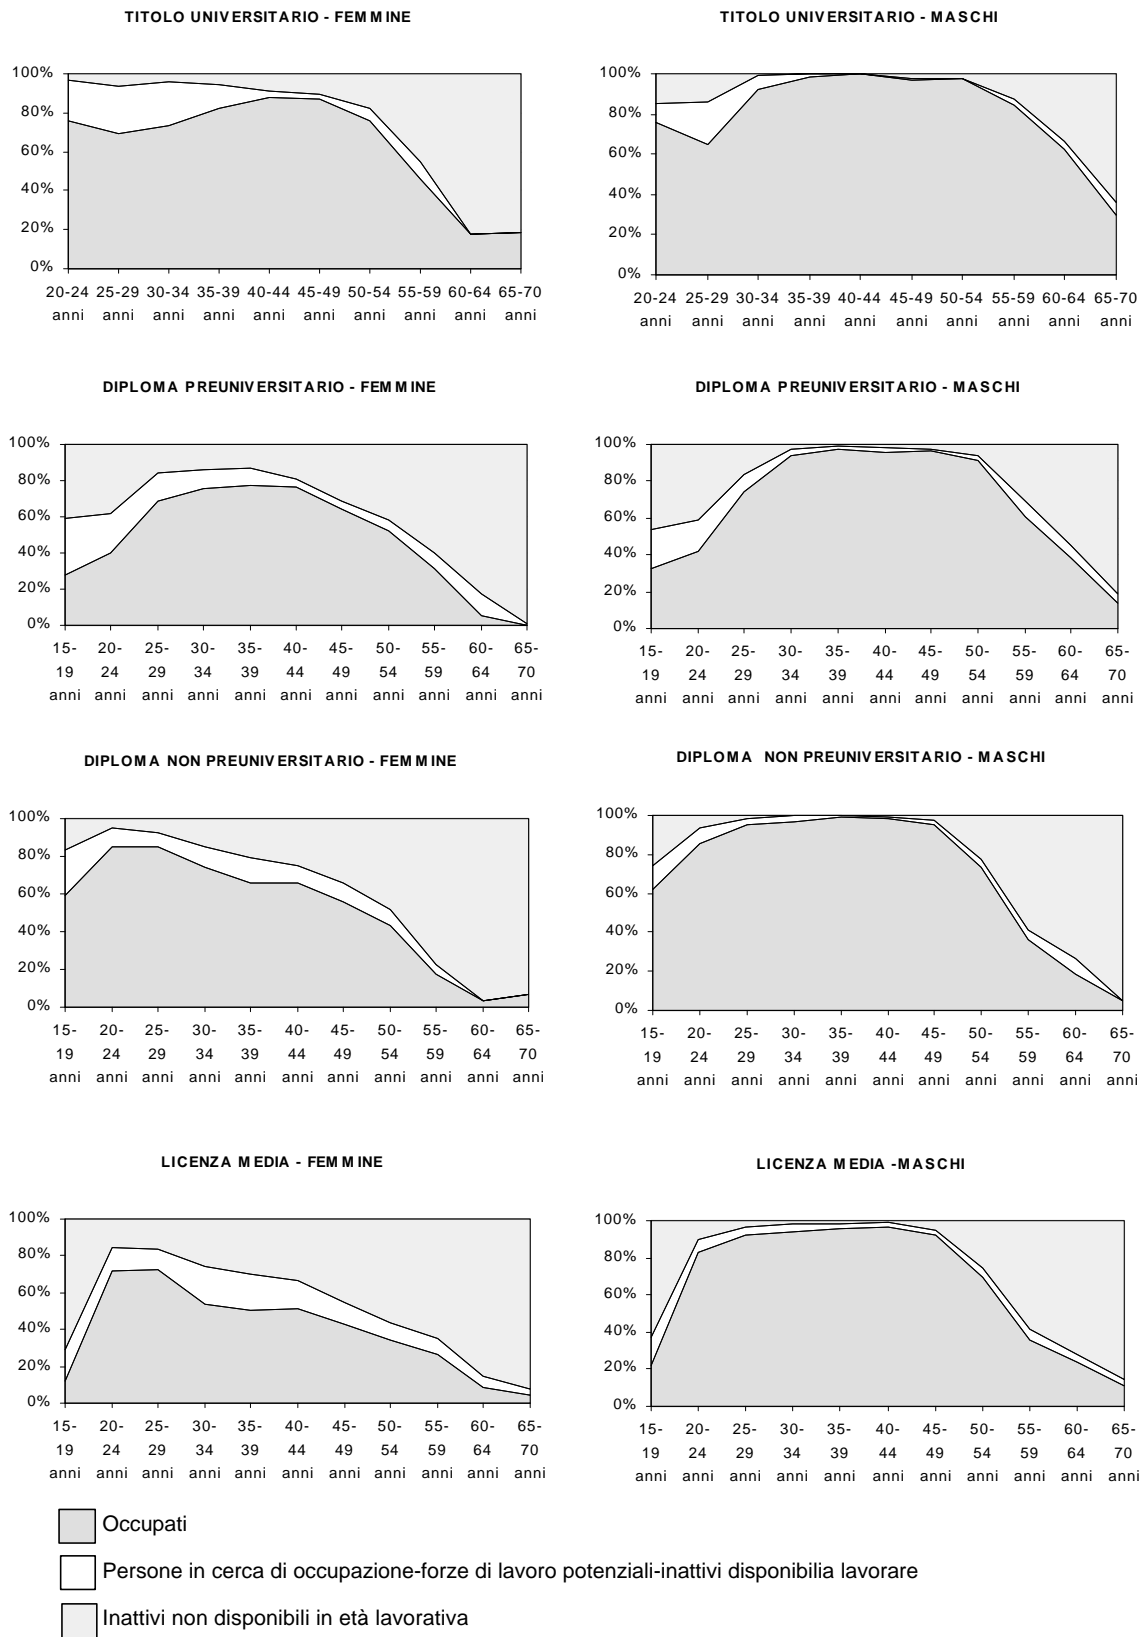 TITOLO UNIVERSITARIO - FEMMINE
100%
80%
60%
40%
20%
0%
20-24 25-29 30-34 35-39 40-44 45-49 50-54 55-59 60-64 65-70
anni anni anni anni anni anni anni anni anni anni
TITOLO UNIVERSITARIO - MASCHI
100%
80%
60%
40%
20%
0%
20-24 25-29 30-34 35-39 40-44 45-49 50-54 55-59 60-64 65-70
anni anni anni anni anni anni anni anni anni anni
DIPLOMA PREUNIVERSITARIO - FEMMINE
100%
80%
60%
40%
20%
0%
15- 20- 25- 30- 35- 40- 45- 50- 55- 60- 65-
19 24 29 34 39 44 49 54 59 64 70
anni anni anni anni anni anni anni anni anni anni anni
DIPLOMA PREUNIVERSITARIO - MASCHI
100%
80%
60%
40%
20%
0%
15- 20- 25- 30- 35- 40- 45- 50- 55- 60- 65-
19 24 29 34 39 44 49 54 59 64 70
anni anni anni anni anni anni anni anni anni anni anni
DIPLOMA NON PREUNIVERSITARIO - FEMMINE
100%
80%
60%
40%
20%
0%
15- 20- 25- 30- 35- 40- 45- 50- 55- 60- 65-
19 24 29 34 39 44 49 54 59 64 70
anni anni anni anni anni anni anni anni anni anni anni
DIPLOMA NON PREUNIVERSITARIO - MASCHI
100%
80%
60%
40%
20%
0%
15- 20- 25- 30- 35- 40- 45- 50- 55- 60- 65-
19 24 29 34 39 44 49 54 59 64 70
anni anni anni anni anni anni anni anni anni anni anni
LICENZA MEDIA - FEMMINE
100%
80%
60%
40%
20%
0%
15- 20- 25- 30- 35- 40- 45- 50- 55- 60- 65-
19 24 29 34 39 44 49 54 59 64 70
anni anni anni anni anni anni anni anni anni anni anni
LICENZA MEDIA -MASCHI
100%
80%
60%
40%
20%
0%
15- 20- 25- 30- 35- 40- 45- 50- 55- 60- 65-
19 24 29 34 39 44 49 54 59 64 70
anni anni anni anni anni anni anni anni anni anni anni
Occupati
Persone in cerca di occupazione-forze di lavoro potenziali-inattivi disponibilia lavorare
Inattivi non disponibili in età lavorativa